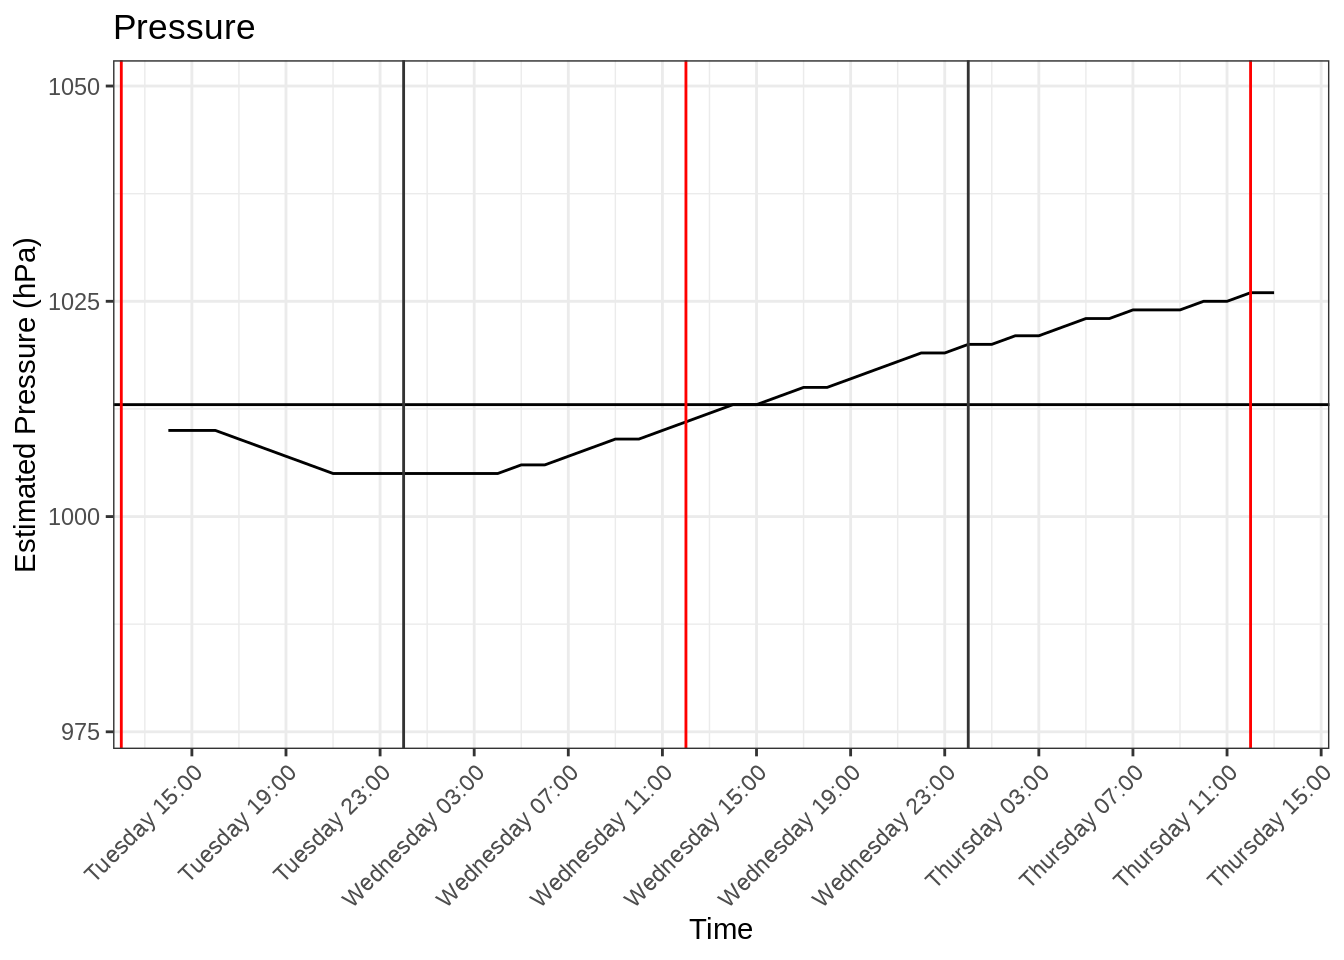 Pressure
Estimated Pressure (hPa)
1050
1025
1000
975
Tuesday 15:00
Tuesday 19:00
Tuesday 23:00
Wednesday 03:00
Wednesday 07:00
Wednesday 11:00
Wednesday 15:00
Wednesday 19:00
Wednesday 23:00
Thursday 03:00
Thursday 07:00
Thursday 11:00
Thursday 15:00
Time